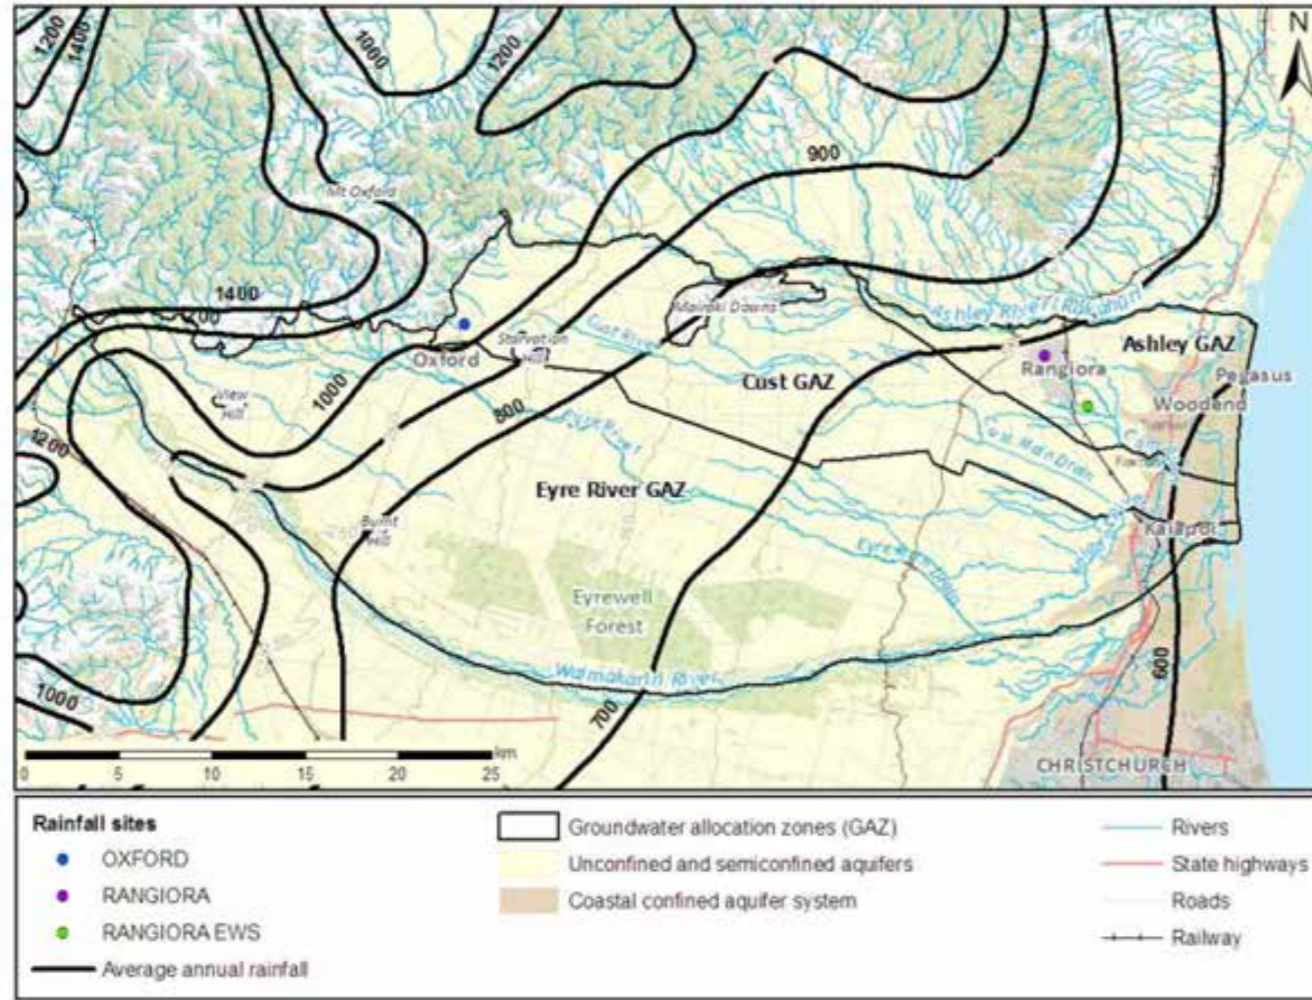 N
1200
1400
1000
1200
900
Mt Oxford
1400
Mairaki Downs
Ashley River/
Cust River
Starvation
Hill
Oxford
Ashley GAZ
Rangiora
Pegasus
Woodend
Cust GAZ
View
Hill
1000
800
Eyre River
Cust Main Drain
1200
Eyre River GAZ
Burnt
Hill
Kaiapoi
Eyrewell
Forest
Waimakariri River
600
1000
700
km
0 5 10 15 20 25
CHRISTCHURCH
Rainfall sites
OXFORD
RANGIORA
RANGIORA EWS
Average annual rainfall
Groundwater allocation zones (GAZ)
Unconfined and semiconfined aquifers
Coastal confined aquifer system
Rivers
State highways
Roads
Railway